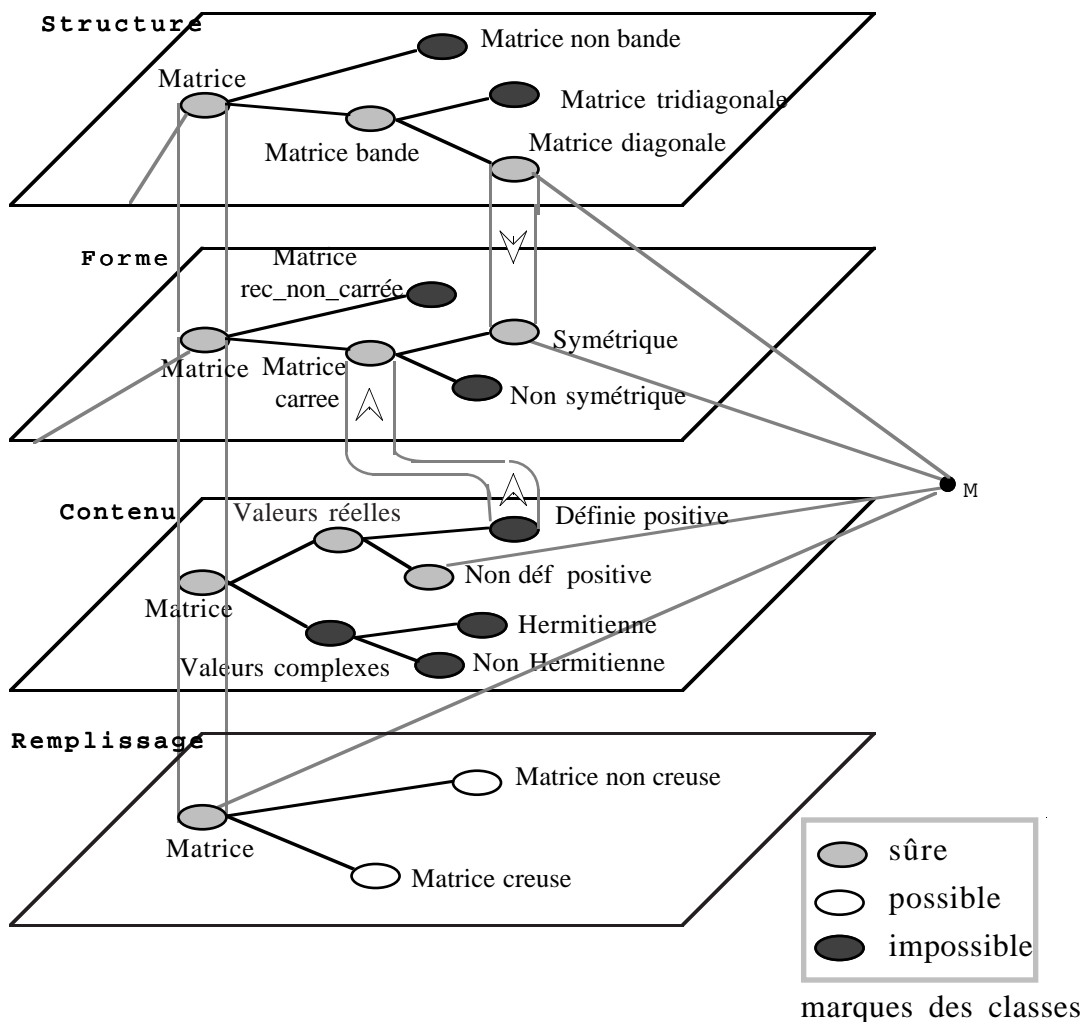 Structure
Matrice non bande
Matrice
Matrice tridiagonale
Matrice bande
Matrice diagonale
Forme
Matrice
rec_non_carrée
Symétrique
Matrice
Matrice
carree
Non symétrique
M
Contenu
Valeurs réelles
Définie positive
Non déf positive
Matrice
Hermitienne
Valeurs complexes
Non Hermitienne
Remplissage
Matrice non creuse
Matrice
Matrice creuse
sûre
possible
impossible
marques des classes